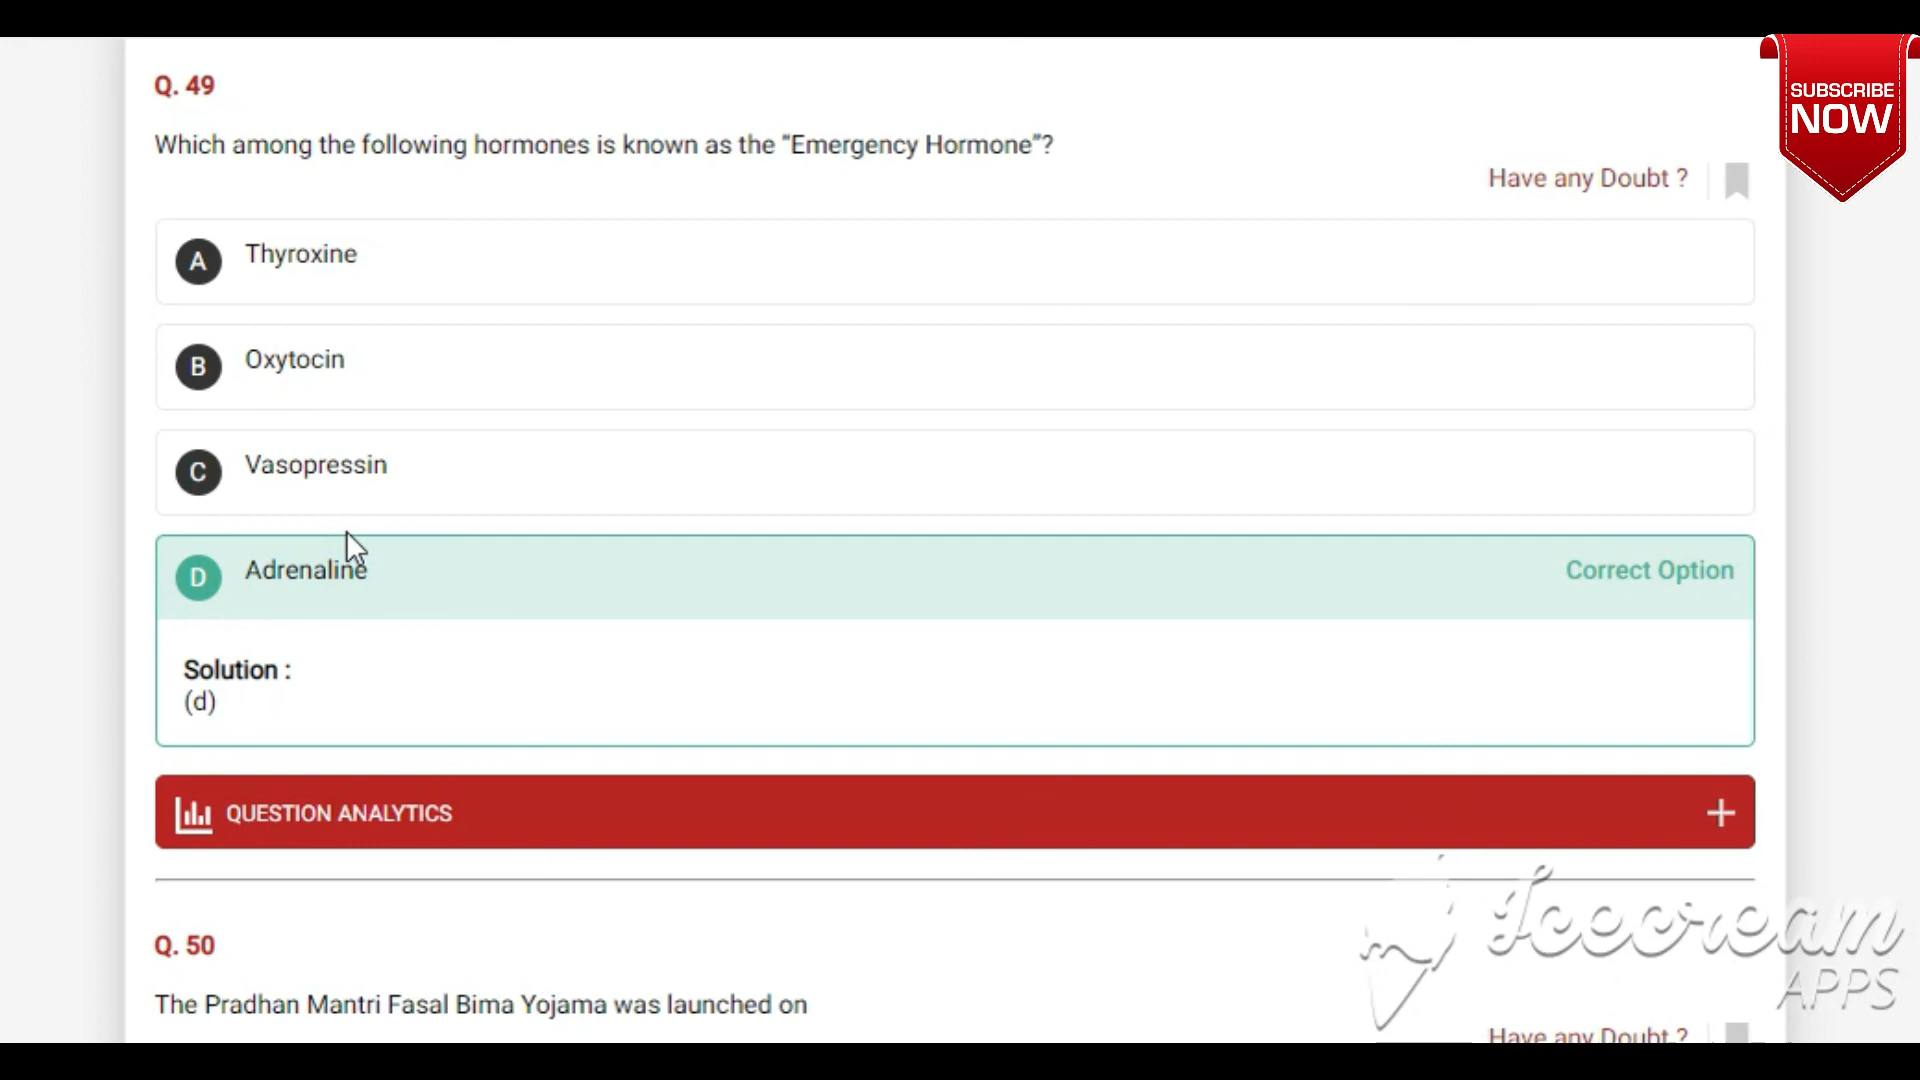 SUBSCRIBE
NOW
Q. 49
Which among the following hormones is known as the “Emergency Hormone”?
Have any Doubt ?
A Thyroxine
B Oxytocin
C Vasopressin
D Adrenaline Correct Option
Solution :
(d)
QUESTION ANALYTICS +
Q. 50
The Pradhan Mantri Fasal Bima Yojama was launched on
Have any Doubt ?
Icecream
APPS